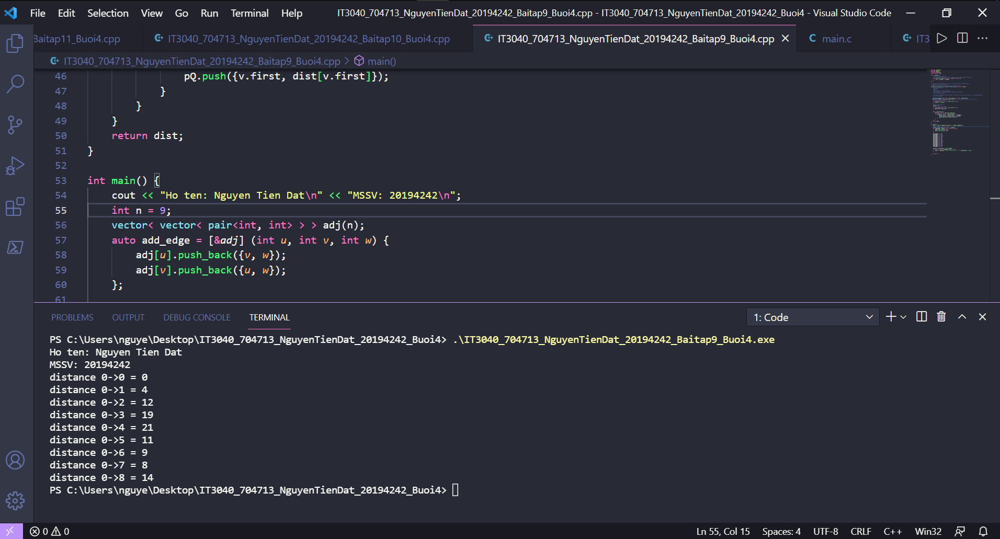 File Edit Selection View Go Run Terminal Help IT3040_704713_NguyenTienDat_20194242_Baitap9_Buoi4.cpp - IT3040_704713_NguyenTienDat_20194242_Buoi4 - Visual Studio Code
Baitap11_Buoi4.cpp IT3040_704713_NguyenTienDat_20194242_Baitap10_Buoi4.cpp IT3040_704713_NguyenTienDat_20194242_Baitap9_Buoi4.cpp C main.c IT3
IT3040_704713_NguyenTienDat_20194242_Baitap9_Buoi4.cpp > main()
46 pQ.push({v.first, dist[v.first]});
47 }
48 }
49 }
50 return dist;
51 }
52
53 int main() {
54 cout << "Ho ten: Nguyen Tien Dat\n" << "MSSV: 20194242\n";
55 int n = 9;
56 vector< vector< pair<int, int> > > adj(n);
57 auto add_edge = [&adj] (int u, int v, int w) {
58 adj[u].push_back({v, w});
59 adj[v].push_back({u, w});
60 };
61
PROBLEMS OUTPUT DEBUG CONSOLE TERMINAL 1: Code
PS C:\Users\nguye\Desktop\IT3040_704713_NguyenTienDat_20194242_Buoi4> .\IT3040_704713_NguyenTienDat_20194242_Baitap9_Buoi4.exe
Ho ten: Nguyen Tien Dat
MSSV: 20194242
distance 0->0 = 0
distance 0->1 = 4
distance 0->2 = 12
distance 0->3 = 19
distance 0->4 = 21
distance 0->5 = 11
distance 0->6 = 9
distance 0->7 = 8
distance 0->8 = 14
PS C:\Users\nguye\Desktop\IT3040_704713_NguyenTienDat_20194242_Buoi4>
0 0 Ln 55, Col 15 Spaces: 4 UTF-8 CRLF C++ Win32